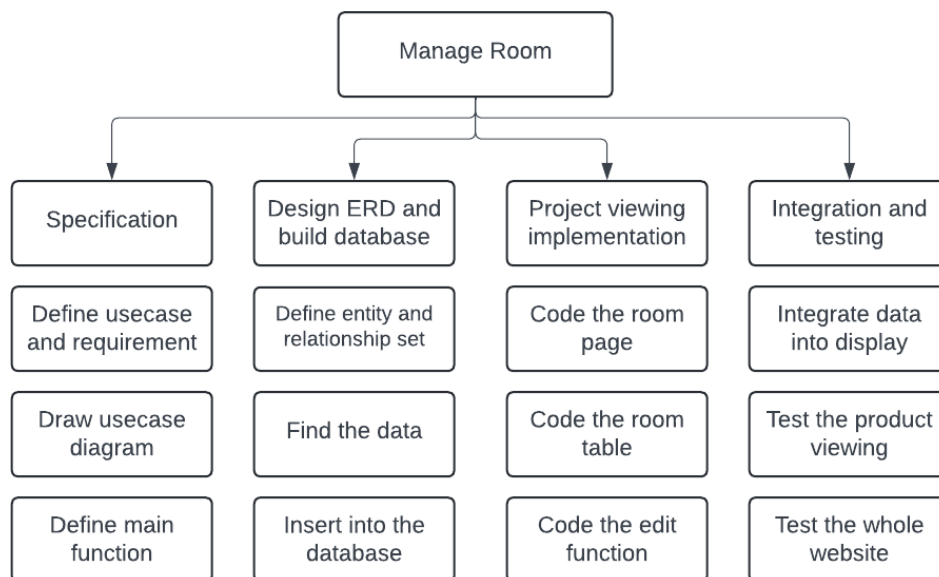 Manage Room
Specification
Design ERD and
build database
Project viewing
implementation
Integration and
testing
Define usecase
and requirement
Define entity and
relationship set
Code the room
page
Integrate data
into display
Draw usecase
diagram
Find the data
Code the room
table
Test the product
viewing
Define main
function
Insert into the
database
Code the edit
function
Test the whole
website